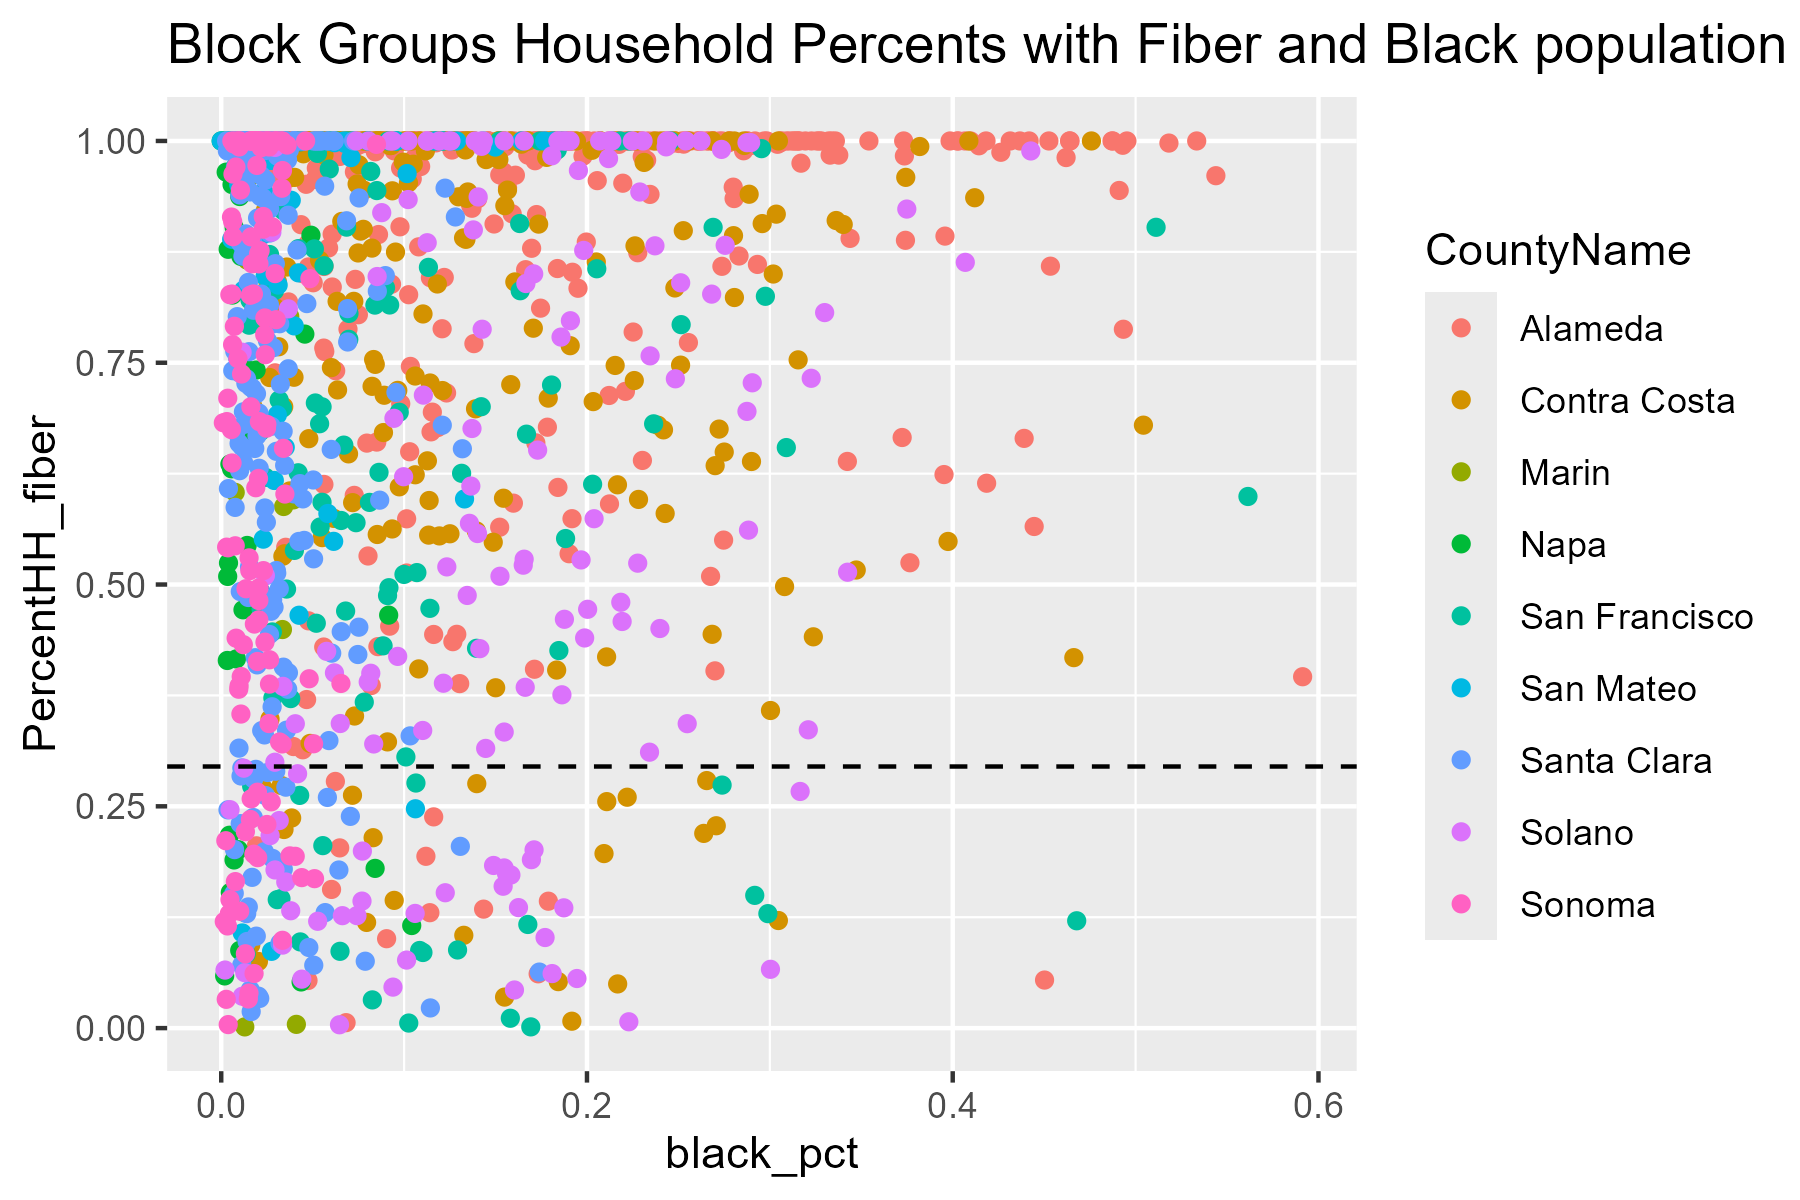 Block Groups Household Percents with Fiber and Black population
PercentHH_fiber
1.00
0.75
0.50
0.25
0.00
0.0
0.2
0.4
0.6
black_pct
CountyName
Alameda
Contra Costa
Marin
Napa
San Francisco
San Mateo
Santa Clara
Solano
Sonoma